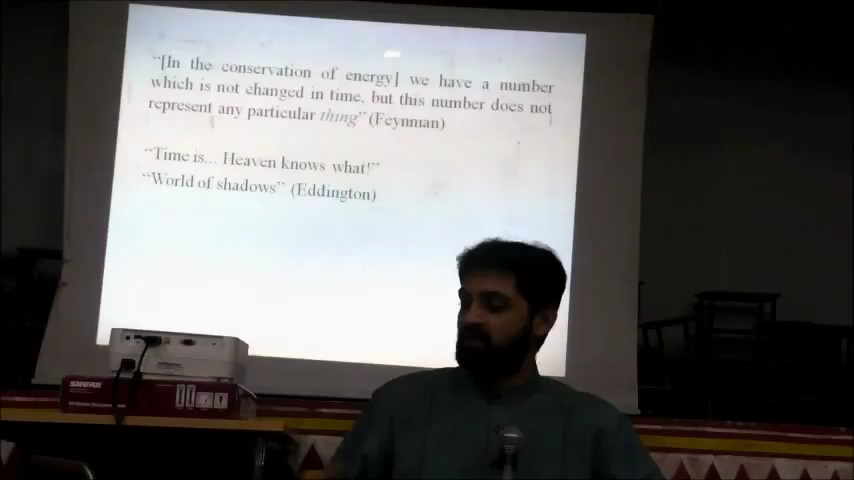 “[In the conservation of energy] we have a number
which is not changed in time, but this number does not
represent any particular thing” (Feynman)
“Time is... Heaven knows what!”
“World of shadows” (Eddington)
SHURE